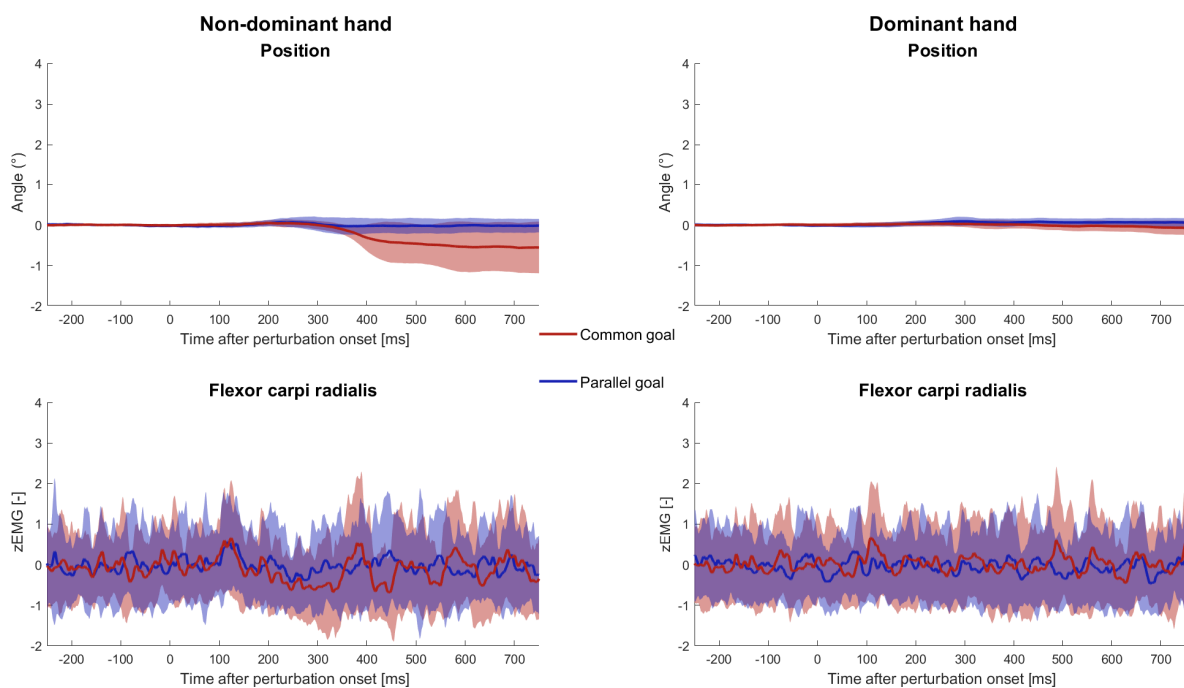 Non-dominant hand
Position
4
3
2
1
0
-1
-2
Angle (°)
-200 -100 0 100 200 300 400 500 600 700
Time after perturbation onset [ms]
Dominant hand
Position
4
3
2
1
0
-1
-2
Angle (°)
-200 -100 0 100 200 300 400 500 600 700
Time after perturbation onset [ms]
Common goal
Parallel goal
Flexor carpi radialis
4
3
2
1
0
-1
-2
zEMG [-]
-200 -100 0 100 200 300 400 500 600 700
Time after perturbation onset [ms]
Flexor carpi radialis
4
3
2
1
0
-1
-2
zEMG [-]
-200 -100 0 100 200 300 400 500 600 700
Time after perturbation onset [ms]